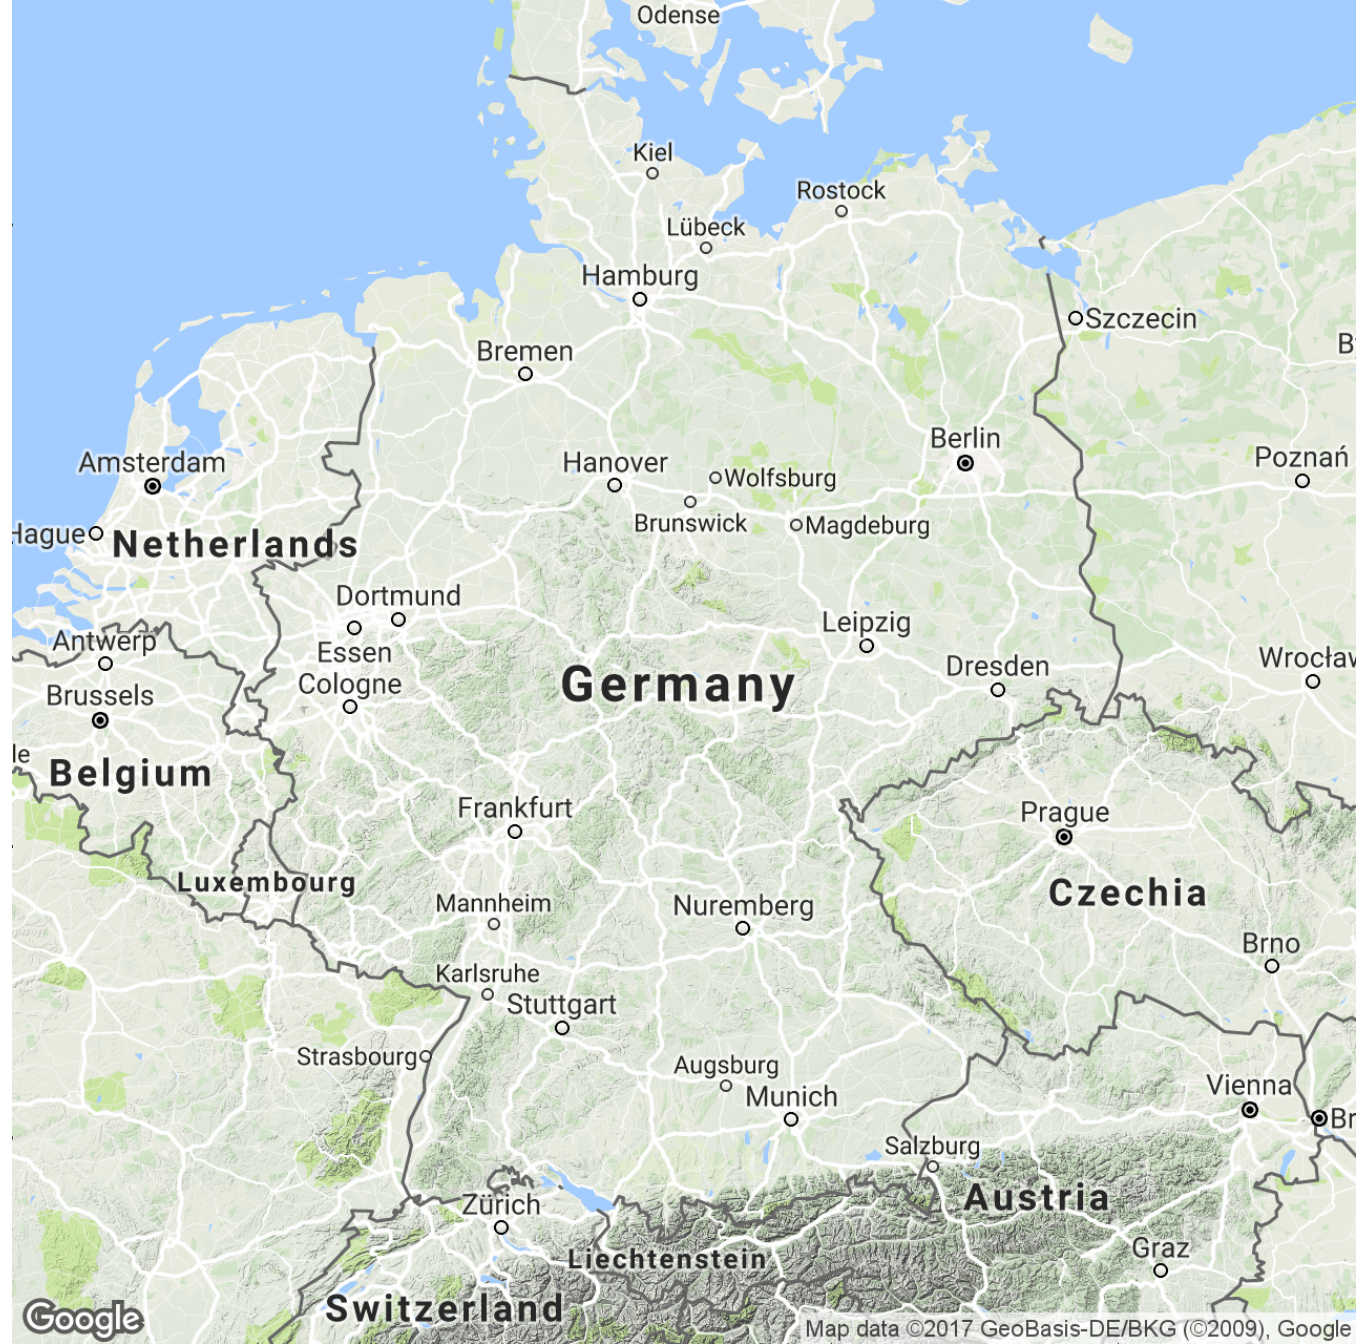 Odense
Kiel
Rostock
Lübeck
Hamburg
Szczecin
Bremen
Berlin
Amsterdam
Hanover
Wolfsburg
Poznań
Brunswick
Magdeburg
Hague
Netherlands
Dortmund
Essen
Leipzig
Antwerp
Cologne
Germany
Dresden
Wrocław
Brussels
le
Belgium
Frankfurt
Prague
Luxembourg
Czechia
Mannheim
Nuremberg
Brno
Karlsruhe
Stuttgart
Strasbourg
Augsburg
Munich
Vienna
Br
Salzburg
Austria
Zürich
Liechtenstein
Graz
Switzerland
Google
Map data ©2017 GeoBasis-DE/BKG (©2009), Google